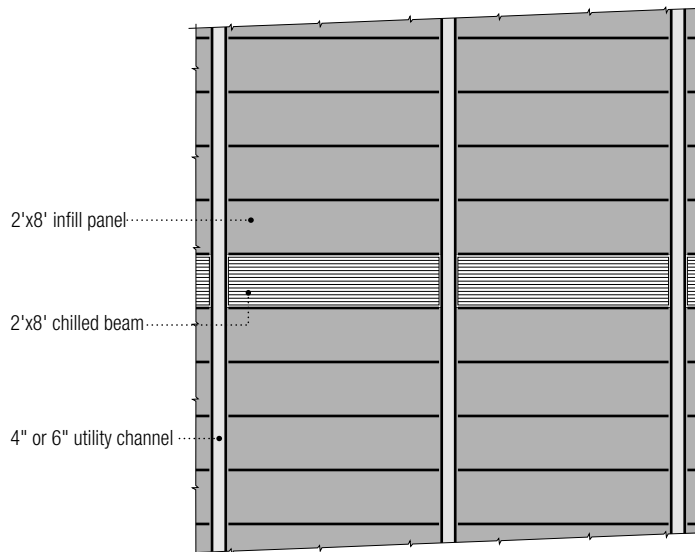 2'x8' infill panel
2'x8' chilled beam
4" or 6" utility channel